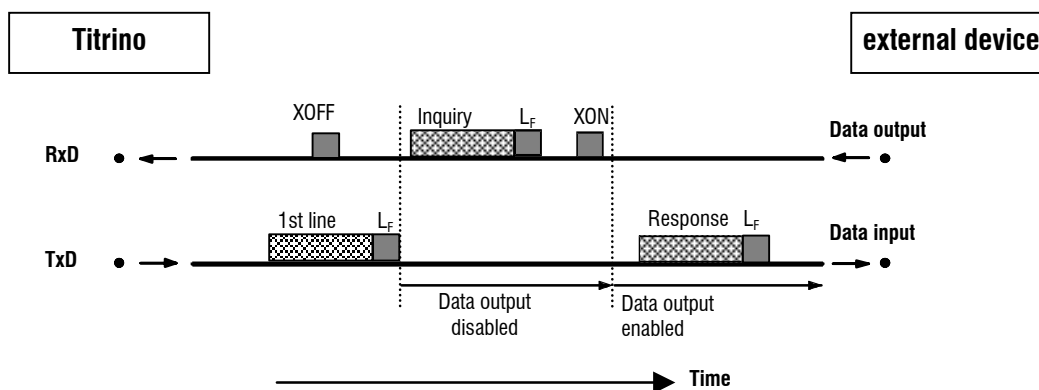 Titrino
external device
XOFF
Inquiry
LF
XON
Data output
RxD
1st line
LF
Response
LF
Data input
TxD
Data output
disabled
Data output
enabled
Time